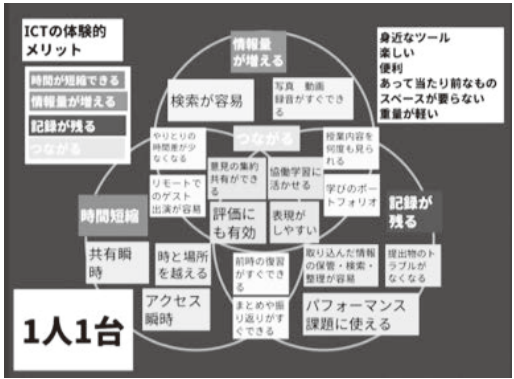 ICTの体験的
メリット
時間が短縮できる
情報量が増える
記録が残る
つながる
情報量
が増える
身近なツール
楽しい
便利
あって当たり前なもの
スペースが要らない
重量が軽い
検索が容易
写真　動画
録音がすぐでき
る
つながる
やりとりの
時間差が少
なくなる
授業内容を
何度も見ら
れる
意見の集約
共有ができ
る
協働学習に
活かせる
リモートで
のゲスト
出演が容易
学びのポー
トフォリオ
時間短縮
評価に
も有効
表現が
しやすい
記録が
残る
共有瞬
時
時と場所
を越える
前時の復習
がすぐでき
る
取り込んだ情報
の保管・検索・
整理が容易
提出物のト
ラブルが
なくなる
アクセス
瞬時
まとめや振
り返りがす
ぐできる
パフォーマンス
課題に使える
1人1台